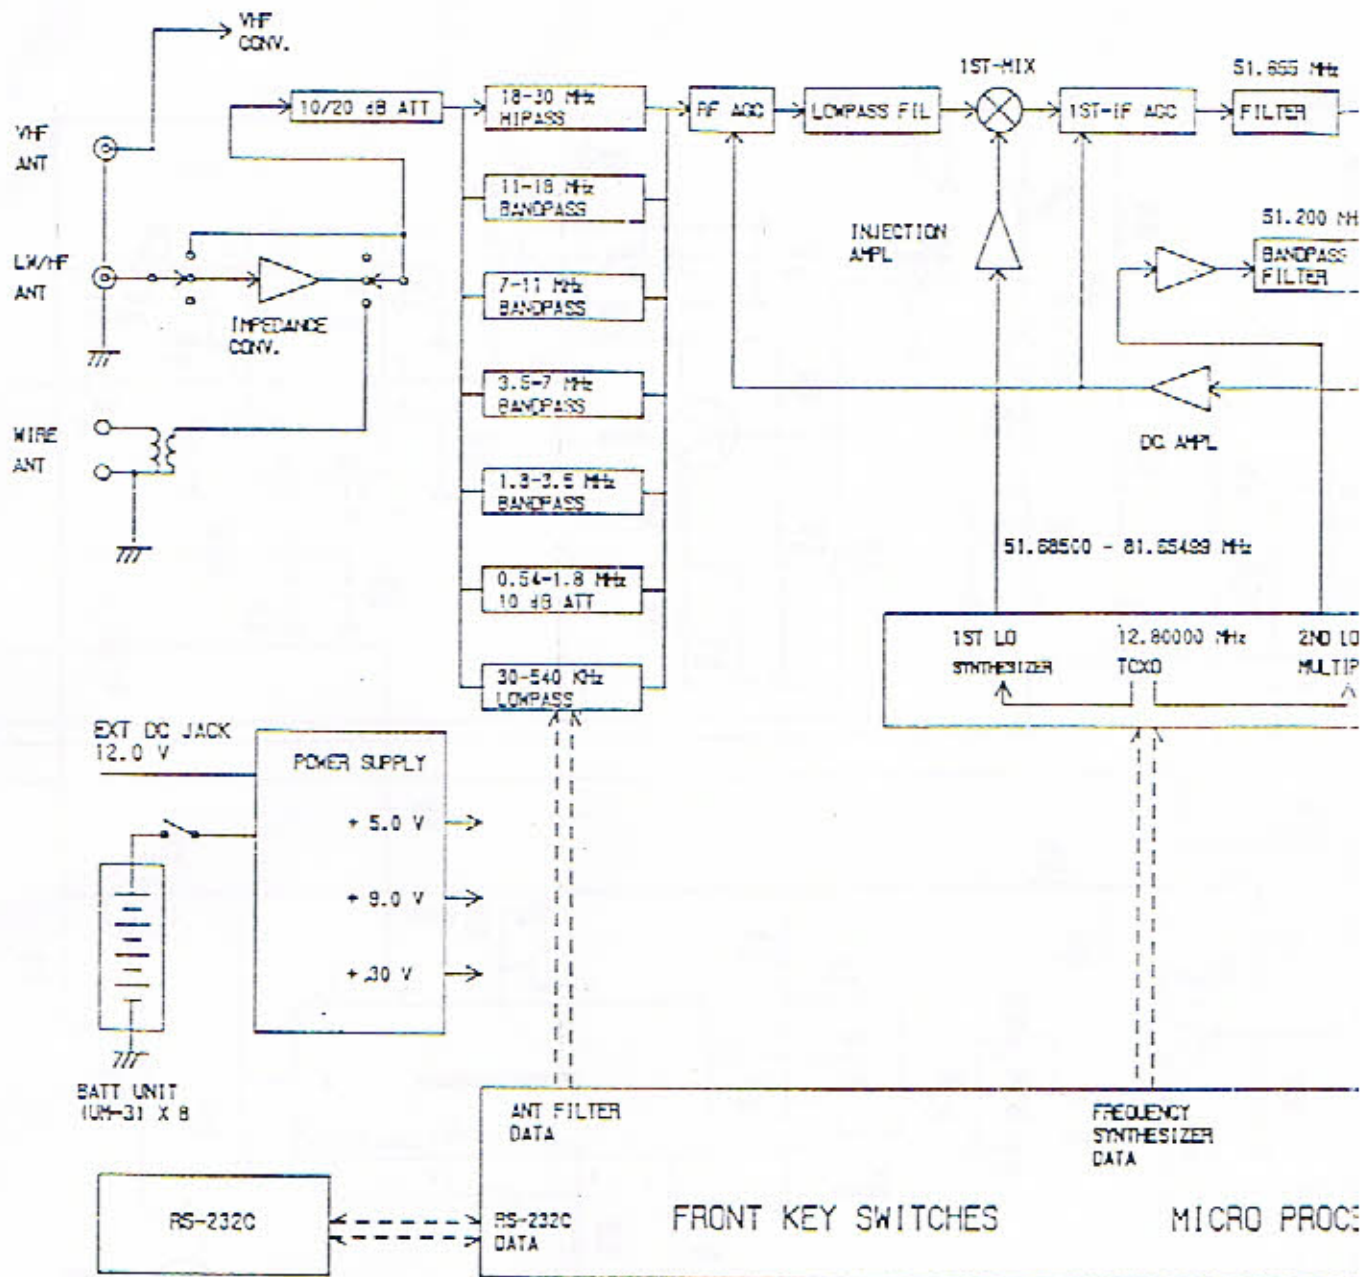 VHF
CONV.
1ST-MIX
51.655 MHz
10/20 dB ATT
18-30 MHz
HIPASS
RF AGC
LOWPASS FIL
1ST-IF AGC
FILTER
VHF
ANT
11-18 MHz
BANDPASS
INJECTION
AMPL
51.200 MH
BANDPASS
FILTER
LW/HF
ANT
7-11 MHz
BANDPASS
IMPEDANCE
CONV.
3.5-7 MHz
BANDPASS
WIRE
ANT
DC AMPL
1.8-3.5 MHz
BANDPASS
51.68500 - 81.65499 MHz
0.54-1.8 MHz
10 dB ATT
1ST LO
SYNTHESIZER
12.80000 MHz
TCXO
2ND LO
MULTIP
30-540 KHz
LOWPASS
EXT DC JACK
12.0 V
POWER SUPPLY
+ 5.0 V
+ 9.0 V
+ 30 V
BATT UNIT
(UM-3) X 8
ANT FILTER
DATA
FREQUENCY
SYNTHESIZER
DATA
RS-232C
RS-232C
DATA
FRONT KEY SWITCHES
MICRO PROC